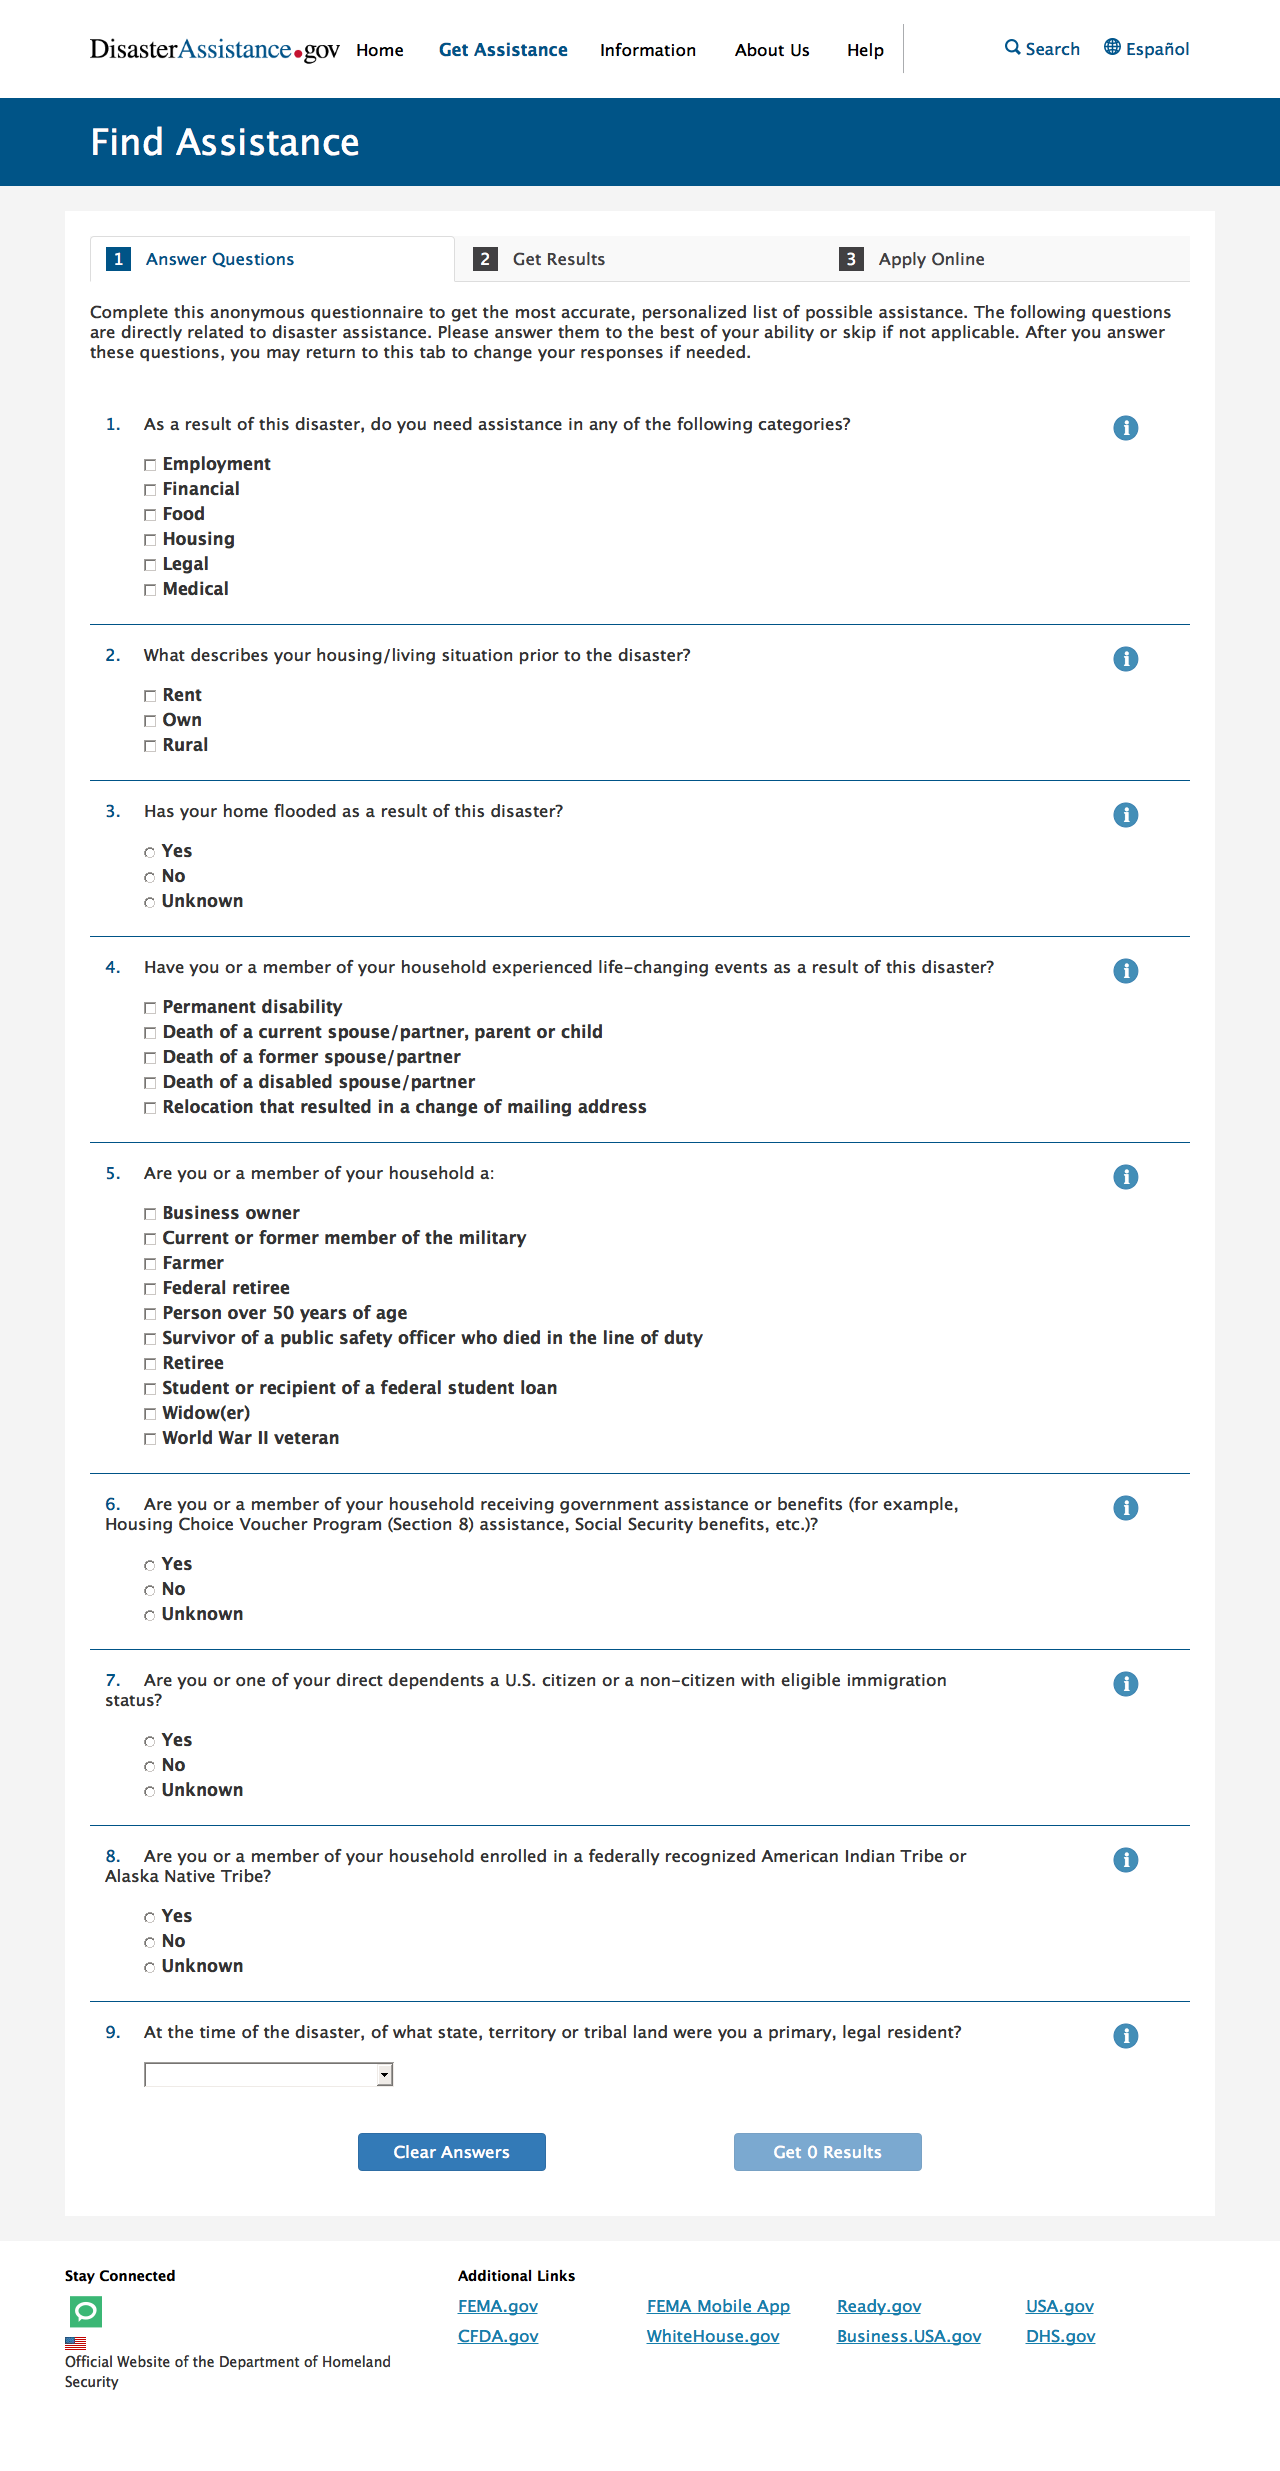 DisasterAssistance.gov Home Get Assistance Information About Us Help Search Español
Find Assistance
1 Answer Questions 2 Get Results 3 Apply Online
Complete this anonymous questionnaire to get the most accurate, personalized list of possible assistance. The following questions
are directly related to disaster assistance. Please answer them to the best of your ability or skip if not applicable. After you answer
these questions, you may return to this tab to change your responses if needed.
1. As a result of this disaster, do you need assistance in any of the following categories?
Employment
Financial
Food
Housing
Legal
Medical
2. What describes your housing/living situation prior to the disaster?
Rent
Own
Rural
3. Has your home flooded as a result of this disaster?
Yes
No
Unknown
4. Have you or a member of your household experienced life-changing events as a result of this disaster?
Permanent disability
Death of a current spouse/partner, parent or child
Death of a former spouse/partner
Death of a disabled spouse/partner
Relocation that resulted in a change of mailing address
5. Are you or a member of your household a:
Business owner
Current or former member of the military
Farmer
Federal retiree
Person over 50 years of age
Survivor of a public safety officer who died in the line of duty
Retiree
Student or recipient of a federal student loan
Widow(er)
World War II veteran
6. Are you or a member of your household receiving government assistance or benefits (for example,
Housing Choice Voucher Program (Section 8) assistance, Social Security benefits, etc.)?
Yes
No
Unknown
7. Are you or one of your direct dependents a U.S. citizen or a non-citizen with eligible immigration
status?
Yes
No
Unknown
8. Are you or a member of your household enrolled in a federally recognized American Indian Tribe or
Alaska Native Tribe?
Yes
No
Unknown
9. At the time of the disaster, of what state, territory or tribal land were you a primary, legal resident?
Clear Answers Get 0 Results
Stay Connected
Official Website of the Department of Homeland
Security
Additional Links
FEMA.gov FEMA Mobile App Ready.gov USA.gov
CFDA.gov WhiteHouse.gov Business.USA.gov DHS.gov